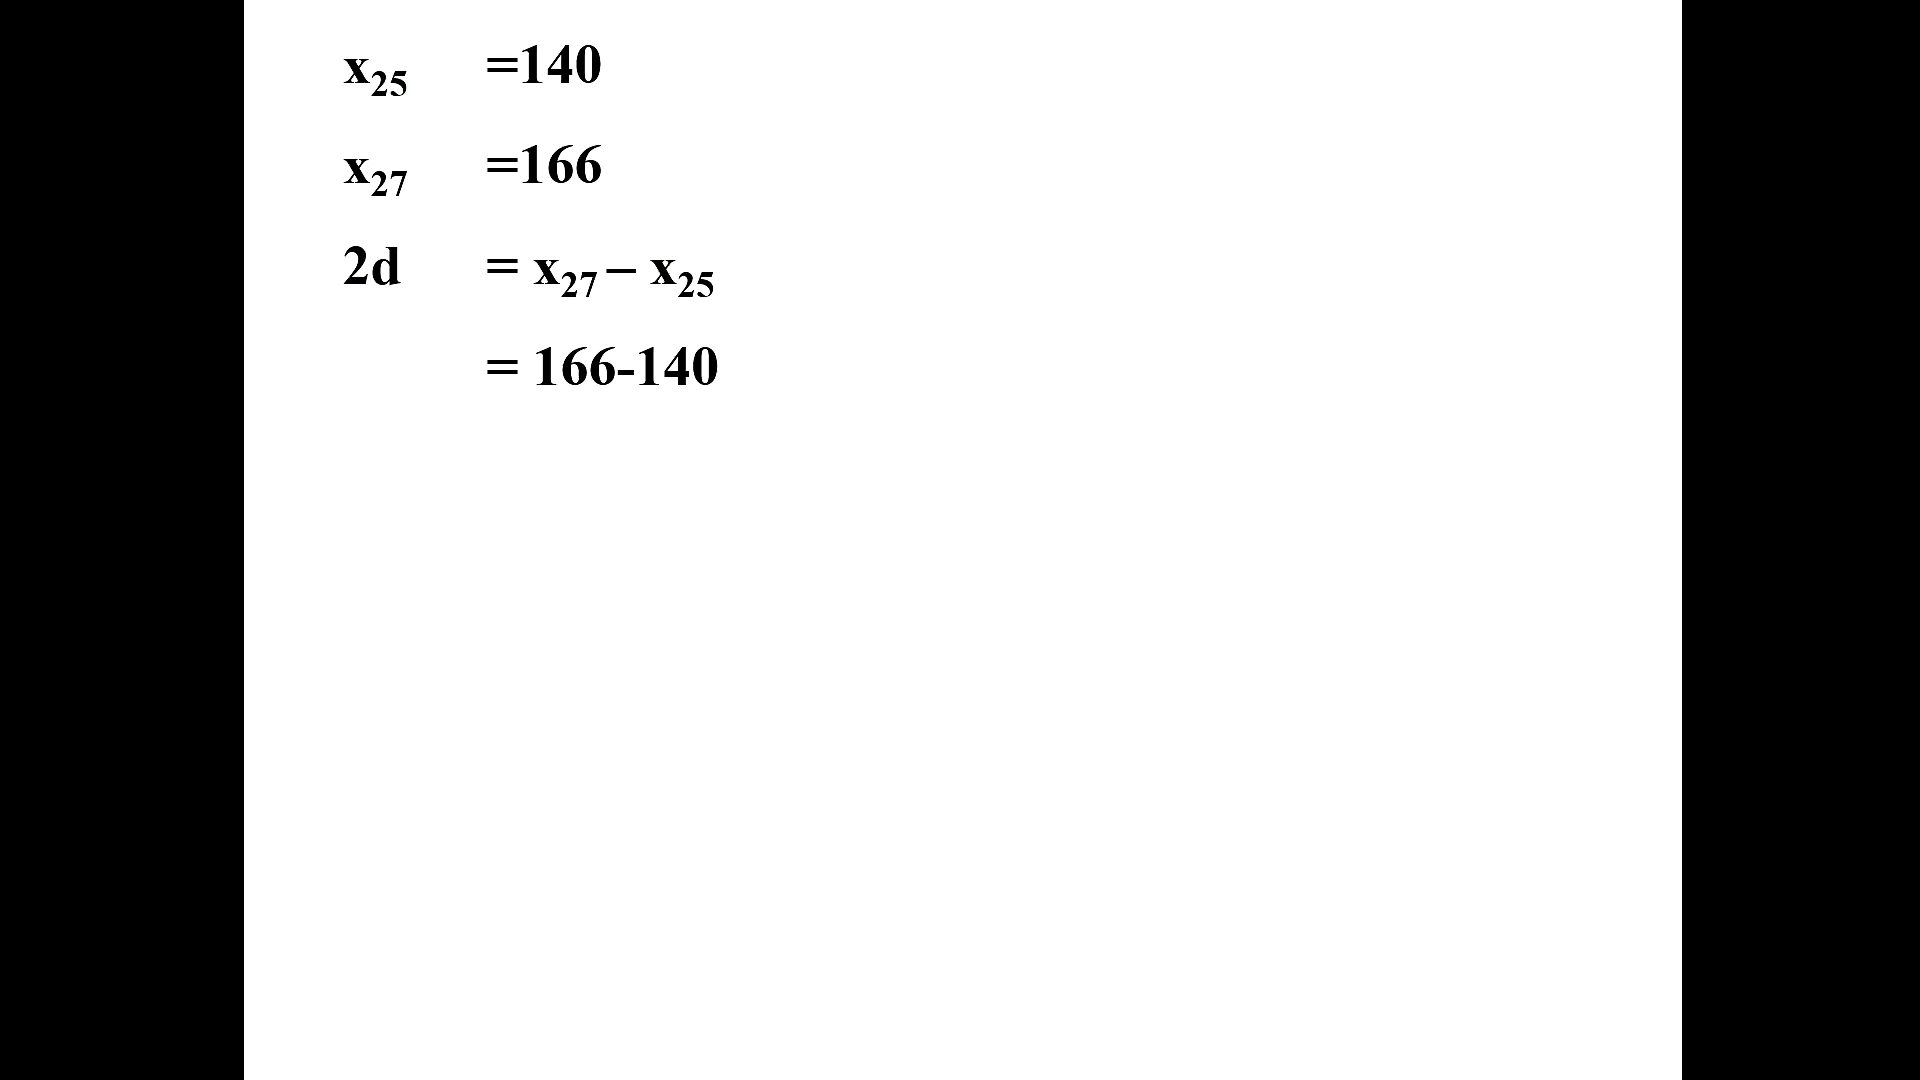 x₂₅ =140
x₂₇ =166
2d = x₂₇ – x₂₅
= 166-140